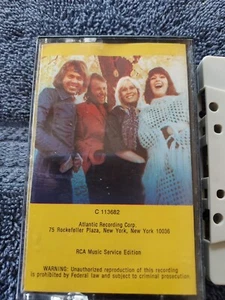 C 113662
Atlantic Recording Corp.
75 Rockefeller Plaza, New York, New York 10036
RCA Music Service Edition
WARNING: Unauthorized reproduction of this recording
is prohibited by Federal law and subject to criminal prosecution.